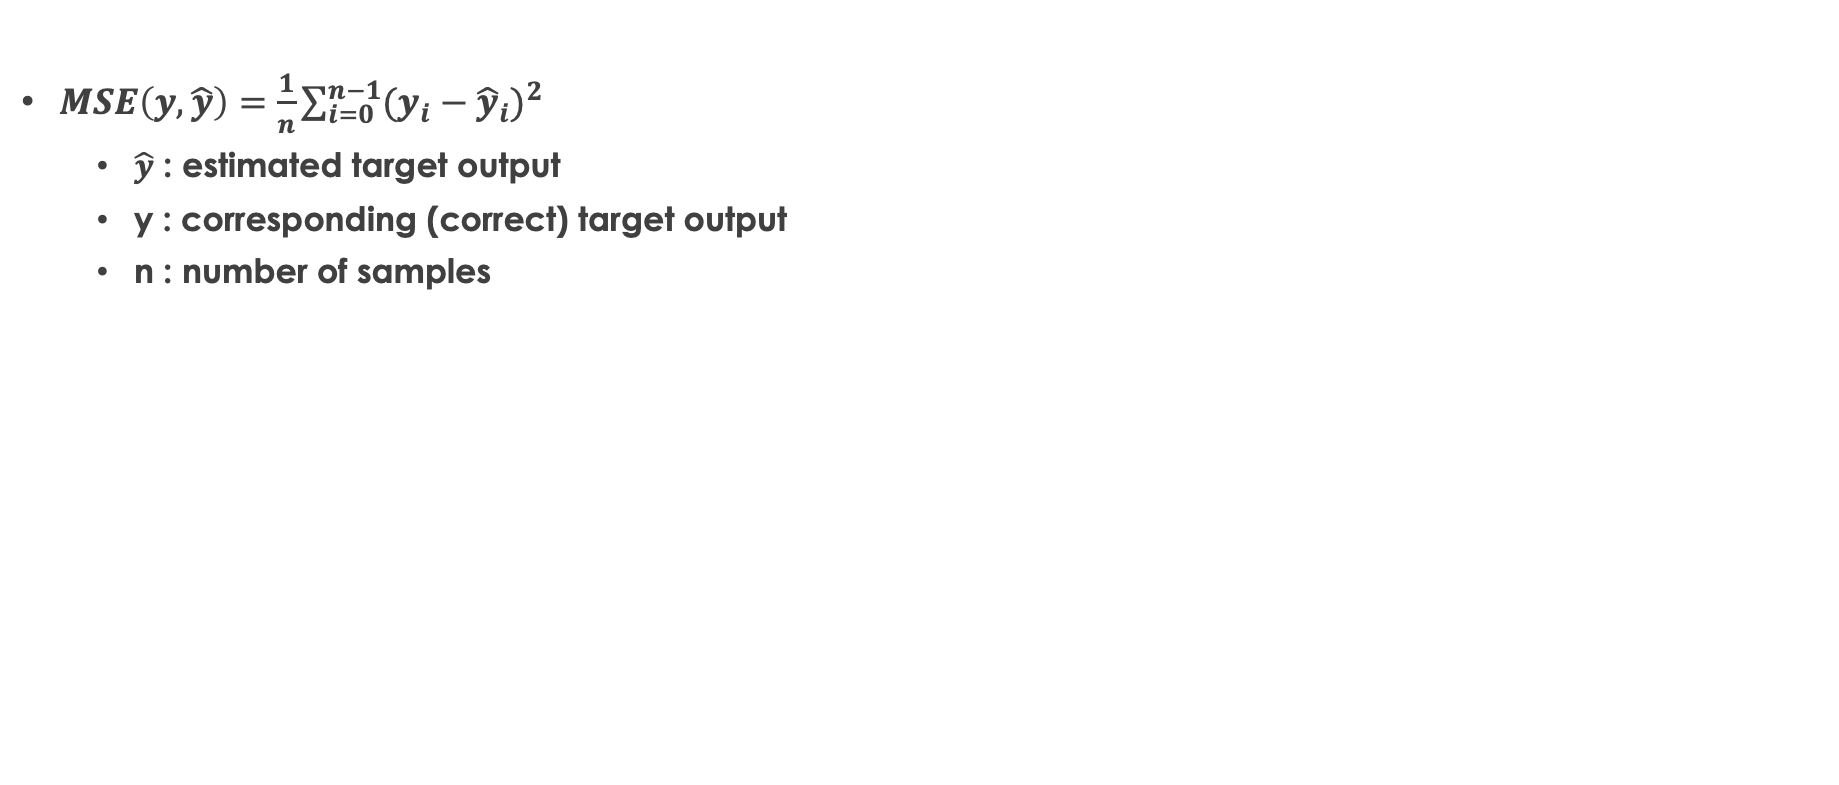 • MSE(y, ŷ) = 1/n ∑_{i=0}^{n−1}(y_i − ŷ_i)^2
• ŷ : estimated target output
• y : corresponding (correct) target output
• n : number of samples